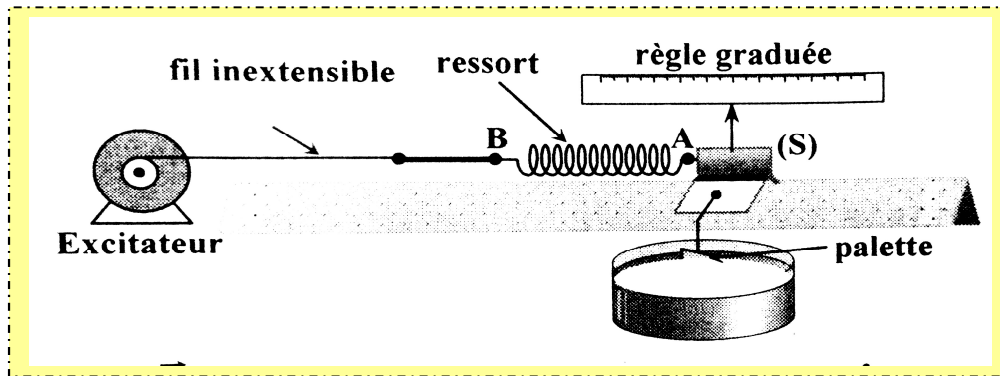 règle graduée
ressort
fil inextensible
B
A
(S)
Excitateur
palette